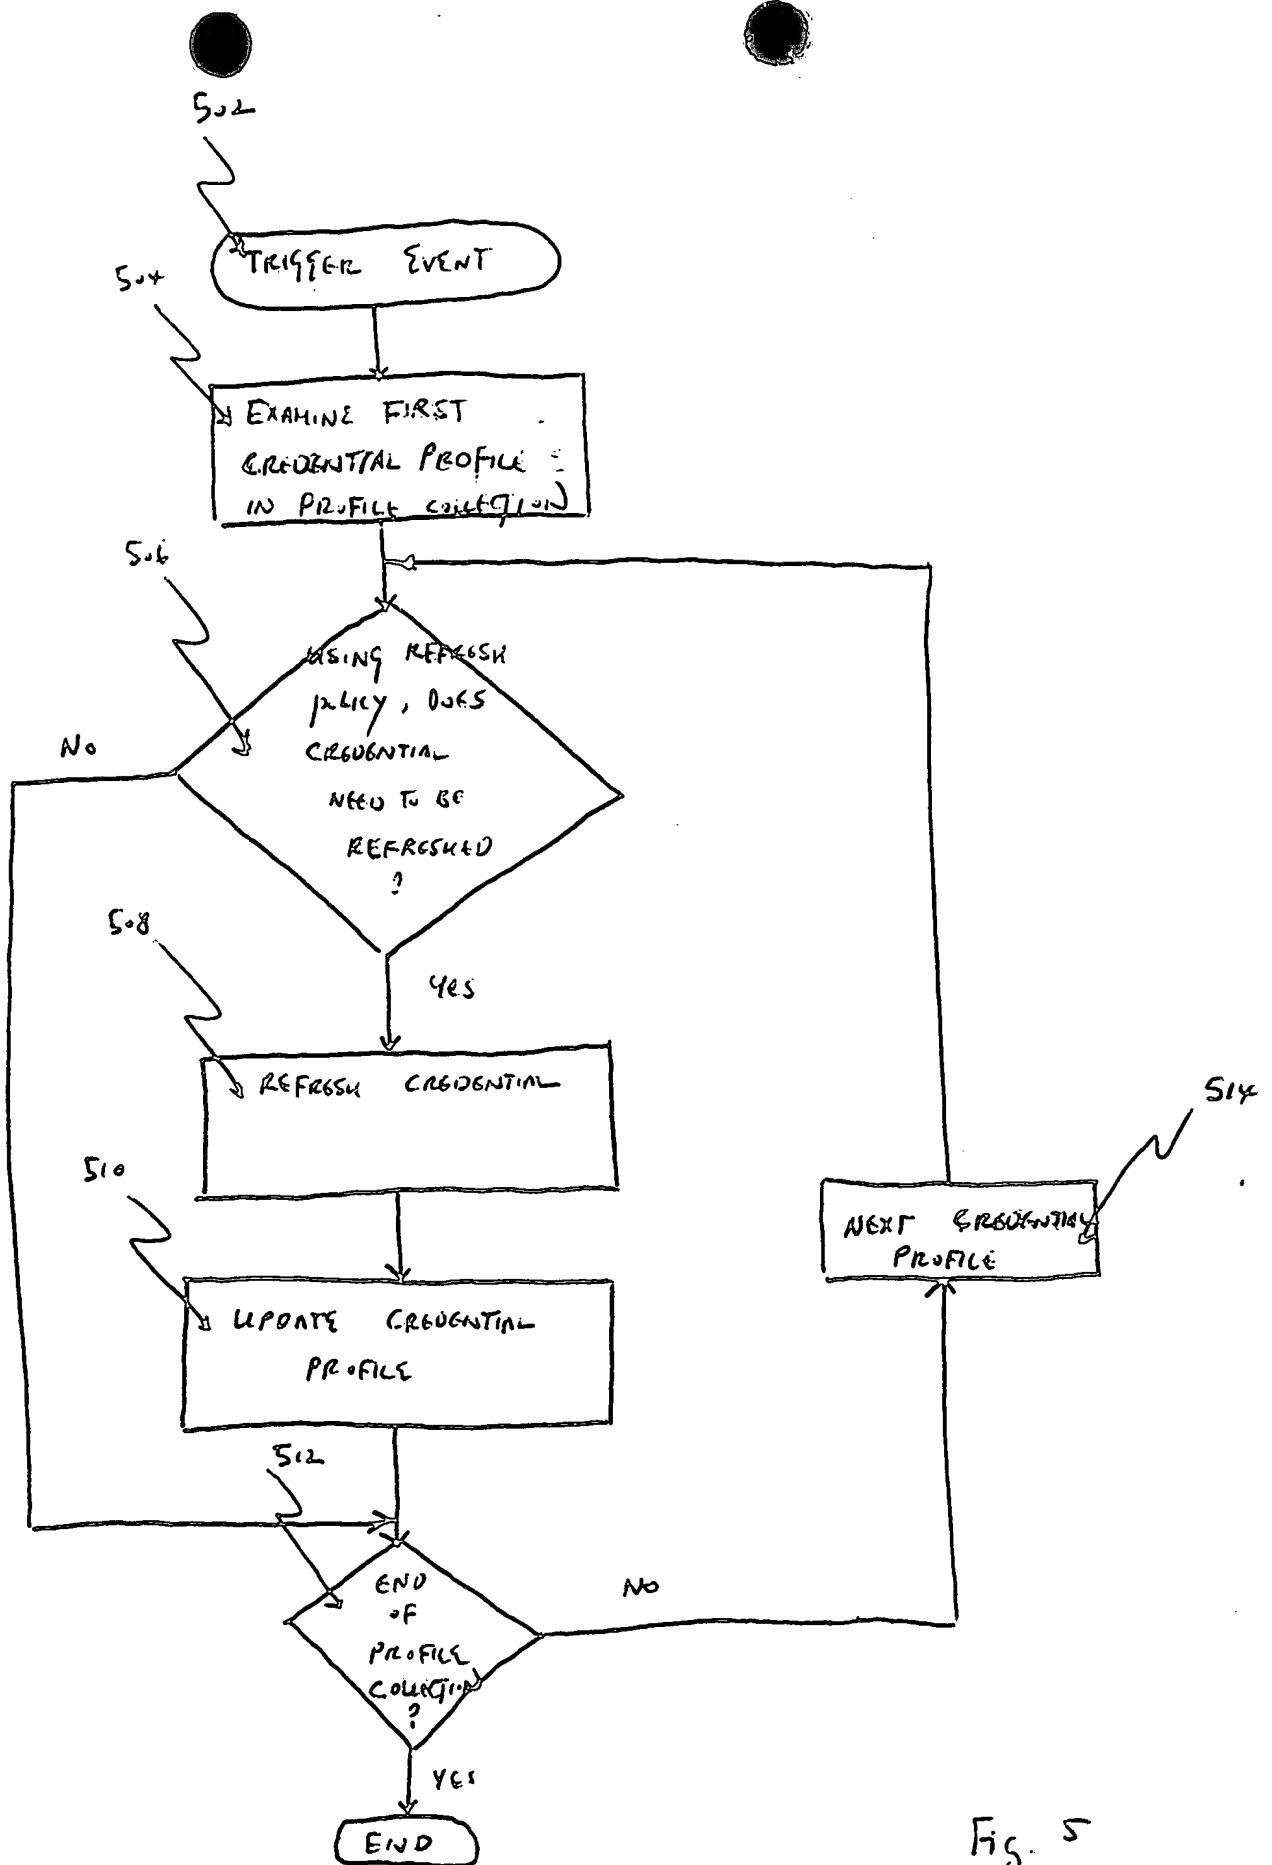 502
TRIGGER EVENT
504
EXAMINE FIRST
CREDENTIAL PROFILE
IN PROFILE COLLECTION
506
USING REFRESH
POLICY, DOES
CREDENTIAL
NEED TO BE
REFRESHED
?
No
YES
508
REFRESH CREDENTIAL
510
UPDATE CREDENTIAL
PROFILE
514
NEXT CREDENTIAL
PROFILE
512
END
OF
PROFILE
COLLECTION
?
NO
YES
END
Fig. 5